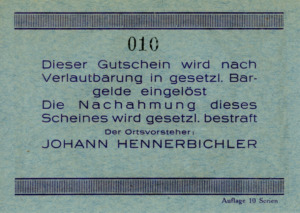 010
Dieser Gutschein wird nach
Verlautbarung in gesetzl. Bar-
gelde eingelöst
Die Nachahmung dieses
Scheines wird gesetzl. bestraft
Der Ortsvorsteher:
JOHANN HENNERBICHLER
Auflage 10 Serien